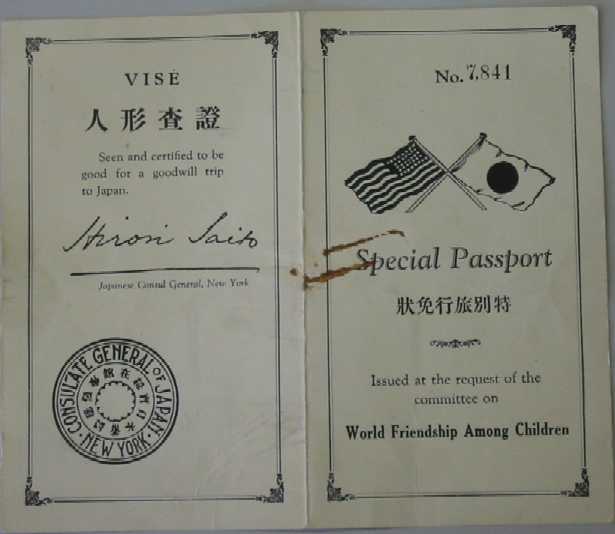 VISÉ
人形査證
Seen and certified to be
good for a goodwill trip
to Japan.
Hirosi Saito
Japanese Consul General, New York
CONSULATE GENERAL OF JAPAN
NEW YORK
No. 7,841
Special Passport
狀免行旅別特
Issued at the request of the
committee on
World Friendship Among Children